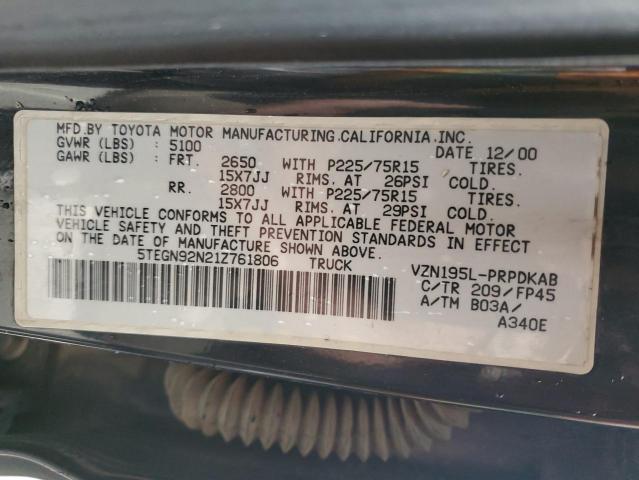 MFD.BY TOYOTA MOTOR MANUFACTURING.CALIFORNIA.INC.
GVWR (LBS) : 5100 DATE 12/00
GAWR (LBS) : FRT. 2650 WITH P225/75R15 TIRES.
15X7JJ RIMS. AT 26PSI COLD.
RR. 2800 WITH P225/75R15 TIRES.
15X7JJ RIMS. AT 29PSI COLD.
THIS VEHICLE CONFORMS TO ALL APPLICABLE FEDERAL MOTOR
VEHICLE SAFETY AND THEFT PREVENTION STANDARDS IN EFFECT
ON THE DATE OF MANUFACTURE SHOWN ABOVE.
5TEGN92N21Z761806 TRUCK VZN195L-PRPDKAB
C/TR 209/FP45
A/TM B03A/
A340E